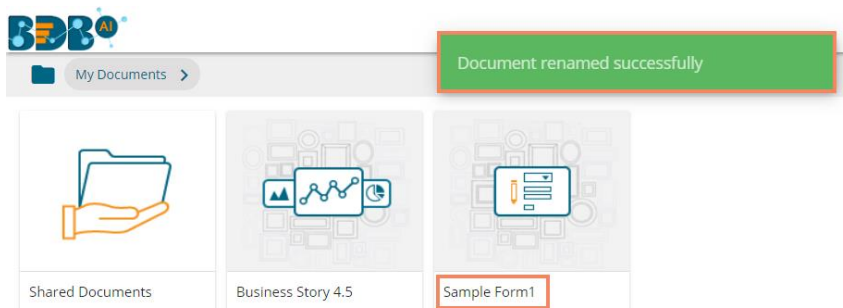 BDB AI
Document renamed successfully
My Documents
Shared Documents
Business Story 4.5
Sample Form1